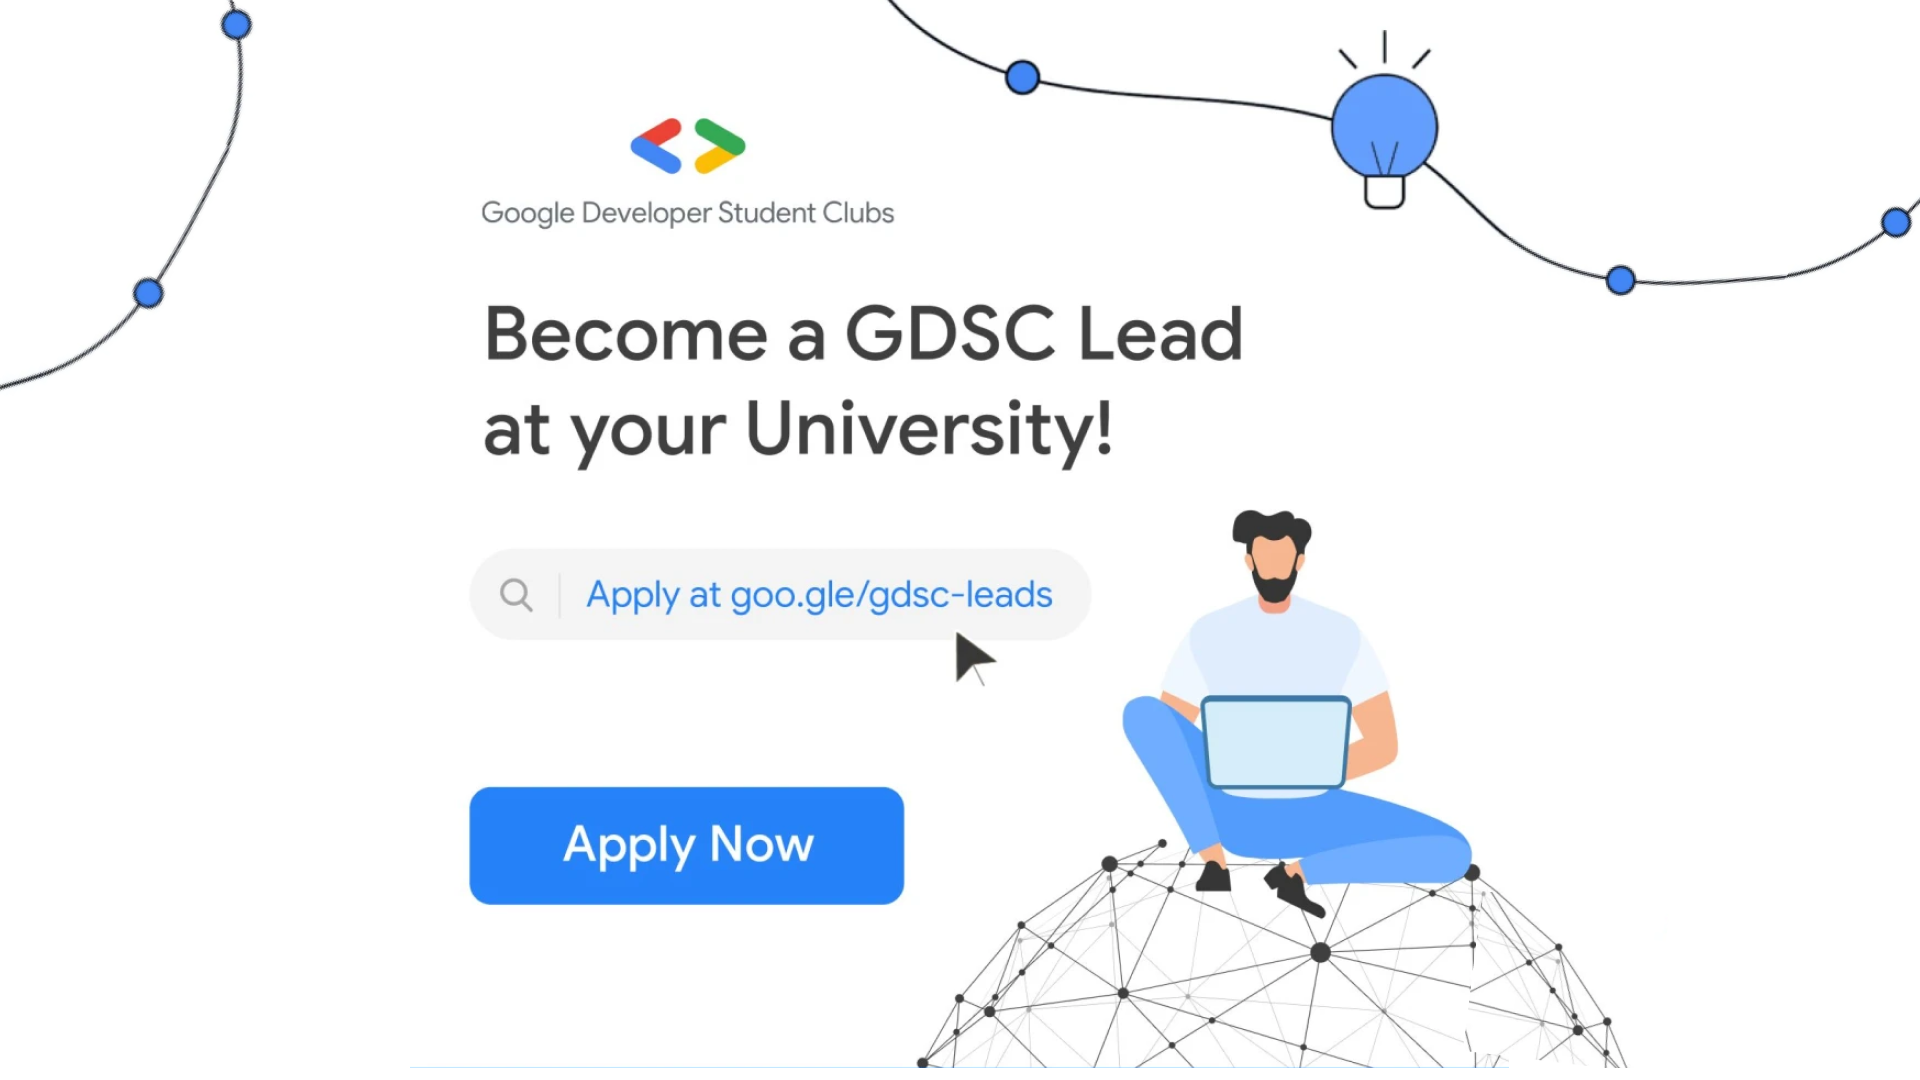 Google Developer Student Clubs
Become a GDSC Lead
at your University!
Apply at goo.gle/gdsc-leads
Apply Now